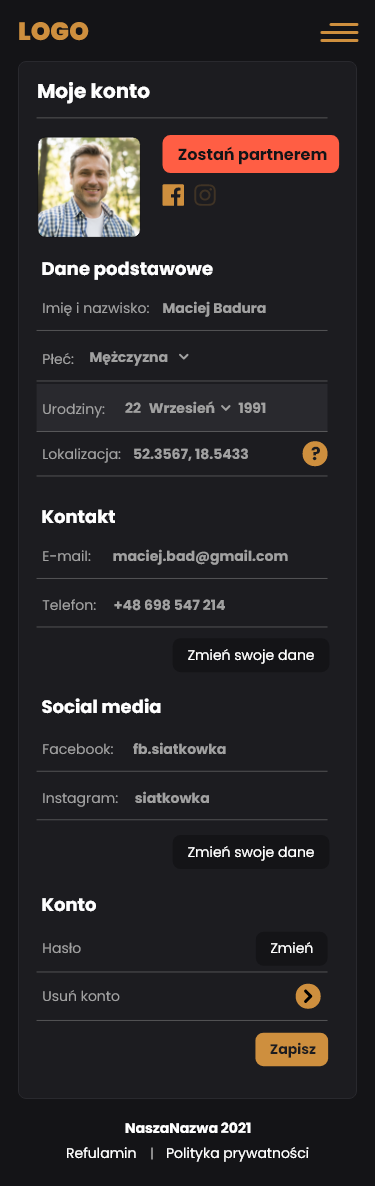 LOGO
Moje konto
Zostań partnerem
Dane podstawowe
Imię i nazwisko: Maciej Badura
Płeć: Mężczyzna
Urodziny: 22 Wrzesień 1991
Lokalizacja: 52.3567, 18.5433 ?
Kontakt
E-mail: maciej.bad@gmail.com
Telefon: +48 698 547 214
Zmień swoje dane
Social media
Facebook: fb.siatkowka
Instagram: siatkowka
Zmień swoje dane
Konto
Hasło Zmień
Usuń konto
Zapisz
NaszaNazwa 2021
Refulamin | Polityka prywatności